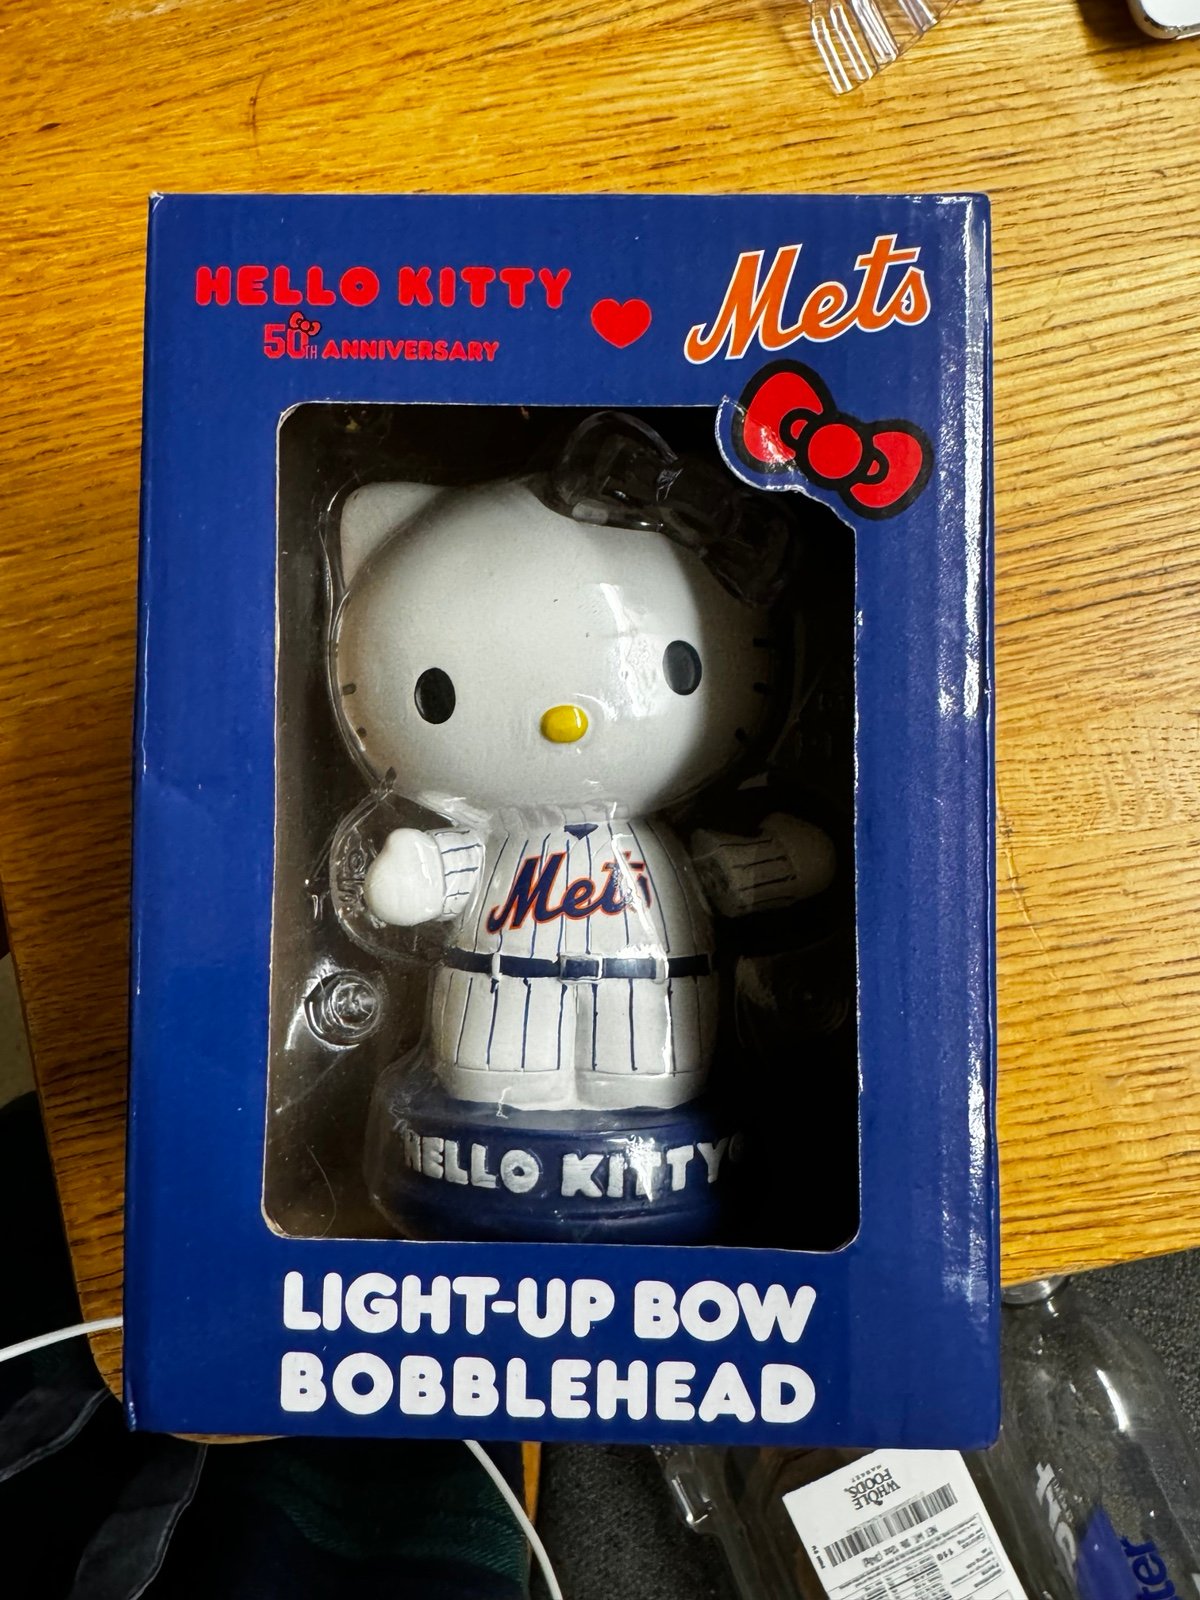 HELLO KITTY
50TH ANNIVERSARY
Mets
Mets
HELLO KITTY
LIGHT-UP BOW
BOBBLEHEAD
WHOLE
FOODS
MARKET